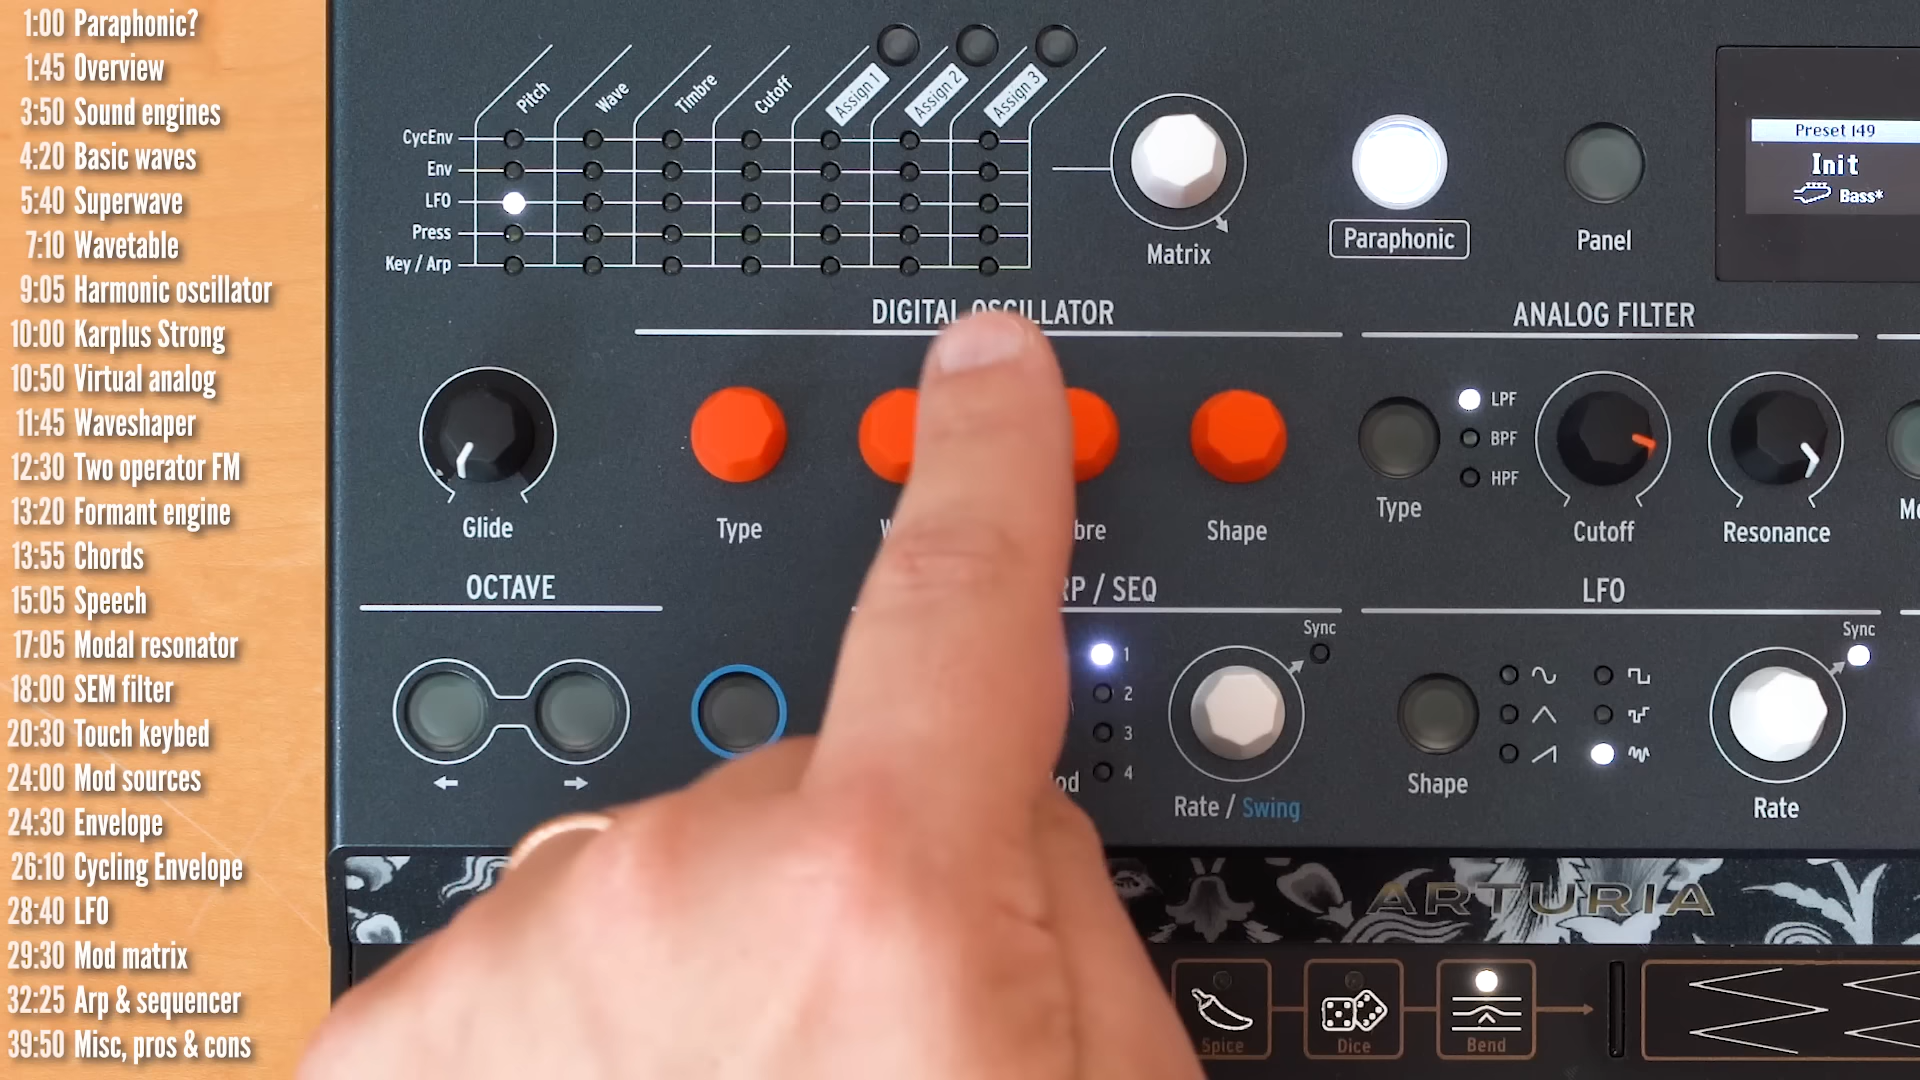 1:00 Paraphonic?
1:45 Overview
3:50 Sound engines
4:20 Basic waves
5:40 Superwave
7:10 Wavetable
9:05 Harmonic oscillator
10:00 Karplus Strong
10:50 Virtual analog
11:45 Waveshaper
12:30 Two operator FM
13:20 Formant engine
13:55 Chords
15:05 Speech
17:05 Modal resonator
18:00 SEM filter
20:30 Touch keybed
24:00 Mod sources
24:30 Envelope
26:10 Cycling Envelope
28:40 LFO
29:30 Mod matrix
32:25 Arp & sequencer
39:50 Misc, pros & cons
Pitch
Wave
Timbre
Cutoff
Assign 1
Assign 2
Assign 3
CycEnv
Env
LFO
Press
Key / Arp
Matrix
Paraphonic
Panel
Preset 149
Init
Bass*
DIGITAL OSCILLATOR
ANALOG FILTER
Glide
Type
Shape
Type
LPF
BPF
HPF
Cutoff
Resonance
OCTAVE
RP / SEQ
LFO
1
2
3
4
Sync
Rate / Swing
Shape
Sync
Rate
ARTURIA
Spice
Dice
Bend